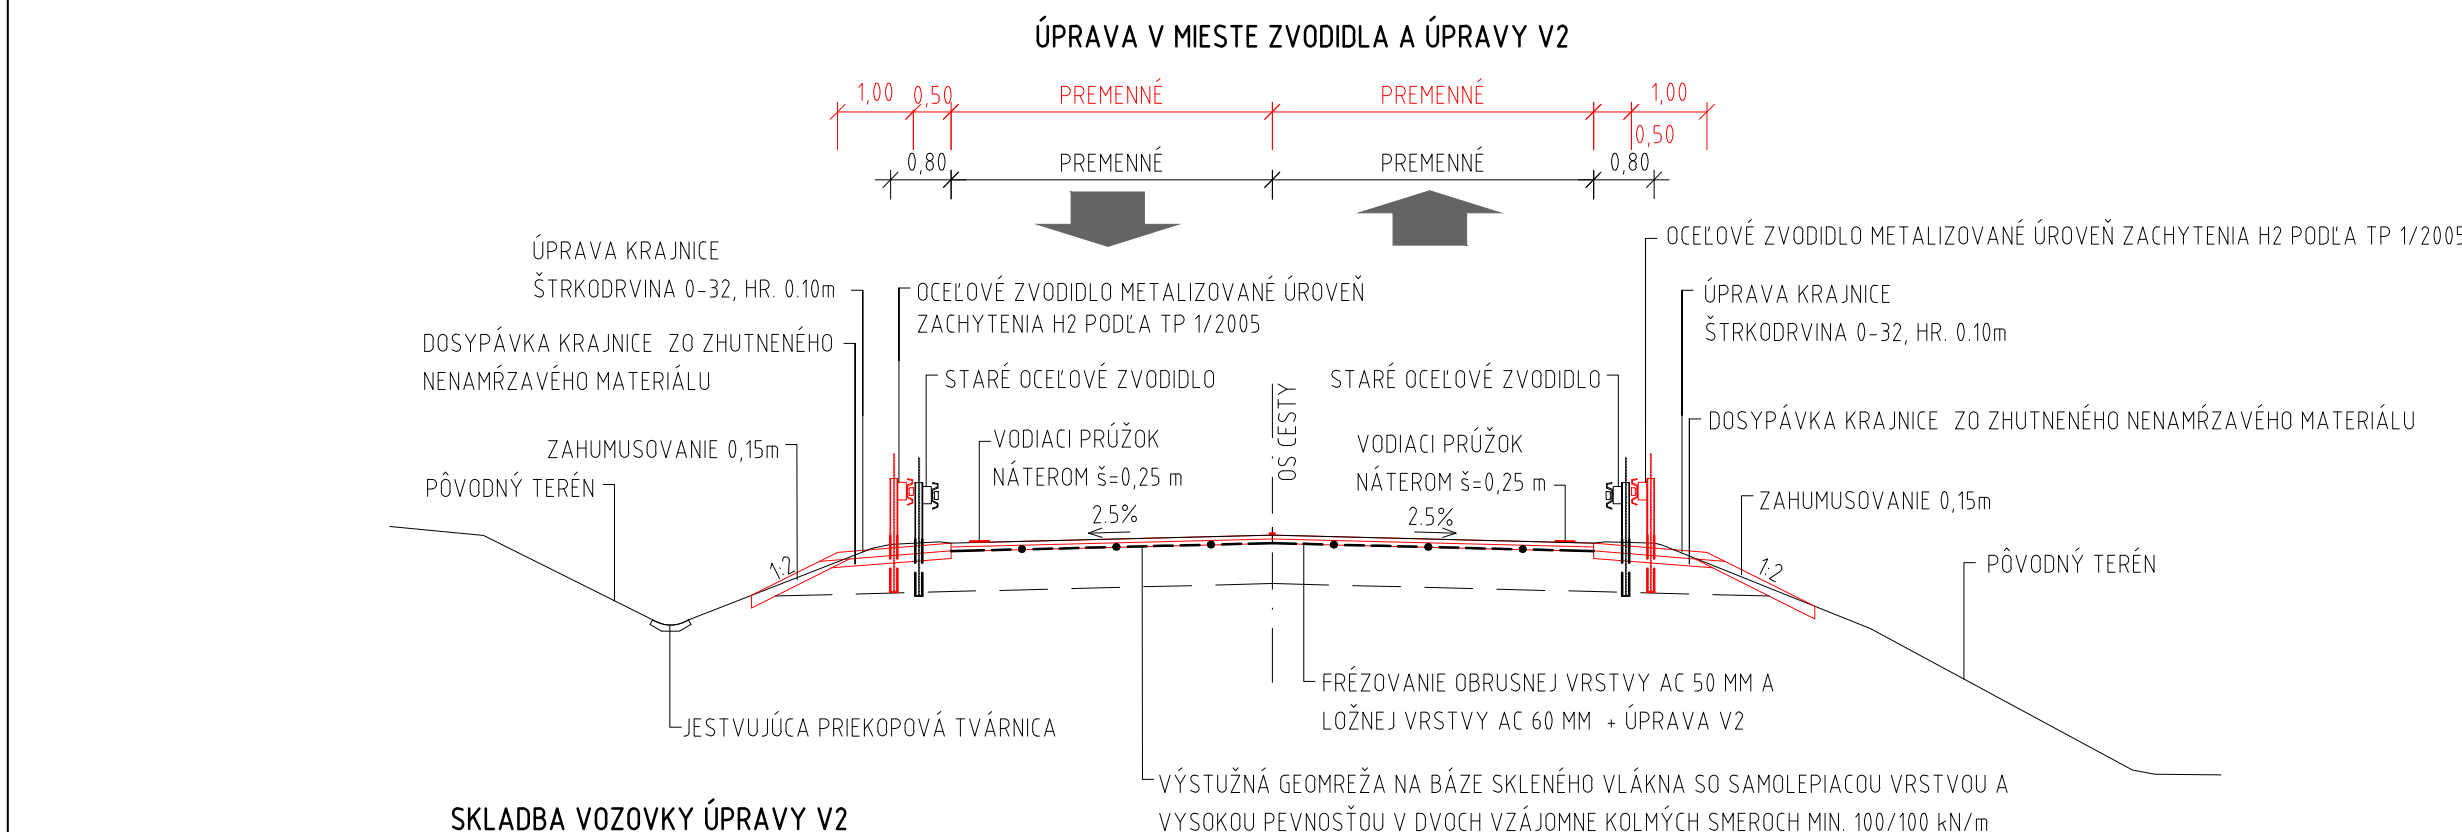 ÚPRAVA V MIESTE ZVODIDLA A ÚPRAVY V2
1,00 0,50 PREMENNÉ PREMENNÉ 1,00
0,50
0,80 PREMENNÉ PREMENNÉ 0,80
ÚPRAVA KRAJNICE
ŠTRKODRVINA 0-32, HR. 0.10m
OCEĽOVÉ ZVODIDLO METALIZOVANÉ ÚROVEŇ
ZACHYTENIA H2 PODĽA TP 1/2005
OCEĽOVÉ ZVODIDLO METALIZOVANÉ ÚROVEŇ ZACHYTENIA H2 PODĽA TP 1/2005
ÚPRAVA KRAJNICE
ŠTRKODRVINA 0-32, HR. 0.10m
DOSYPÁVKA KRAJNICE ZO ZHUTNENÉHO
NENAMŔZAVÉHO MATERIÁLU
STARÉ OCEĽOVÉ ZVODIDLO
STARÉ OCEĽOVÉ ZVODIDLO
OS CESTY
DOSYPÁVKA KRAJNICE ZO ZHUTNENÉHO NENAMŔZAVÉHO MATERIÁLU
ZAHUMUSOVANIE 0,15m
VODIACI PRÚŽOK
NÁTEROM š=0,25 m
VODIACI PRÚŽOK
NÁTEROM š=0,25 m
PÔVODNÝ TERÉN
ZAHUMUSOVANIE 0,15m
2.5%
2.5%
1:2
1:2
PÔVODNÝ TERÉN
FRÉZOVANIE OBRUSNEJ VRSTVY AC 50 MM A
LOŽNEJ VRSTVY AC 60 MM + ÚPRAVA V2
JESTVUJÚCA PRIEKOPOVÁ TVÁRNICA
VÝSTUŽNÁ GEOMREŽA NA BÁZE SKLENÉHO VLÁKNA SO SAMOLEPIACOU VRSTVOU A
VYSOKOU PEVNOSŤOU V DVOCH VZÁJOMNE KOLMÝCH SMEROCH MIN. 100/100 kN/m
SKLADBA VOZOVKY ÚPRAVY V2